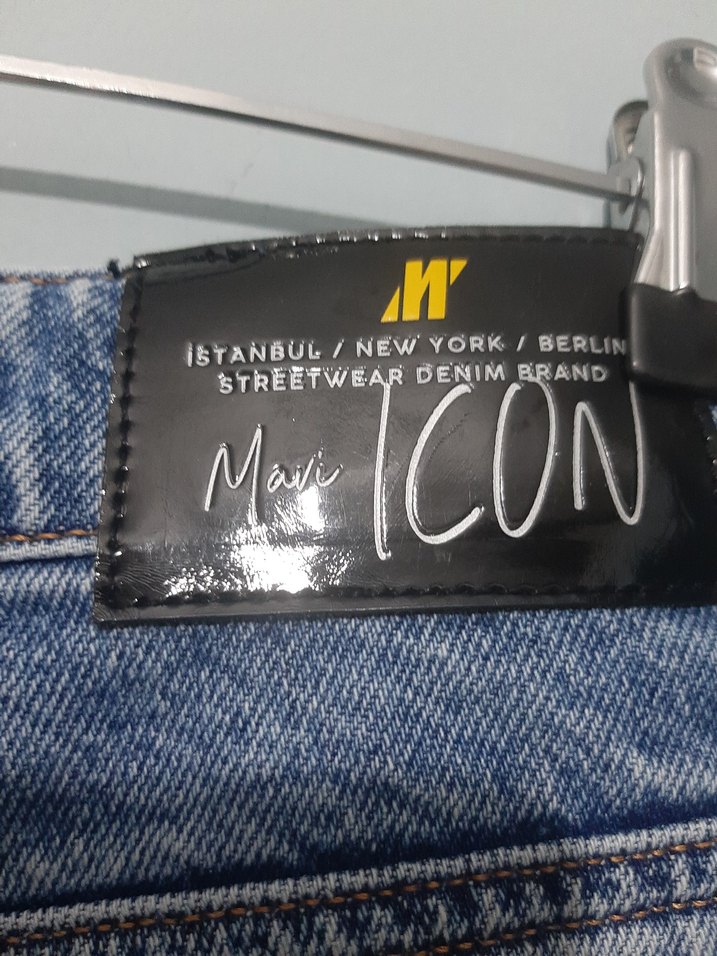 M
İSTANBUL / NEW YORK / BERLIN
STREETWEAR DENIM BRAND
Mavi ICON